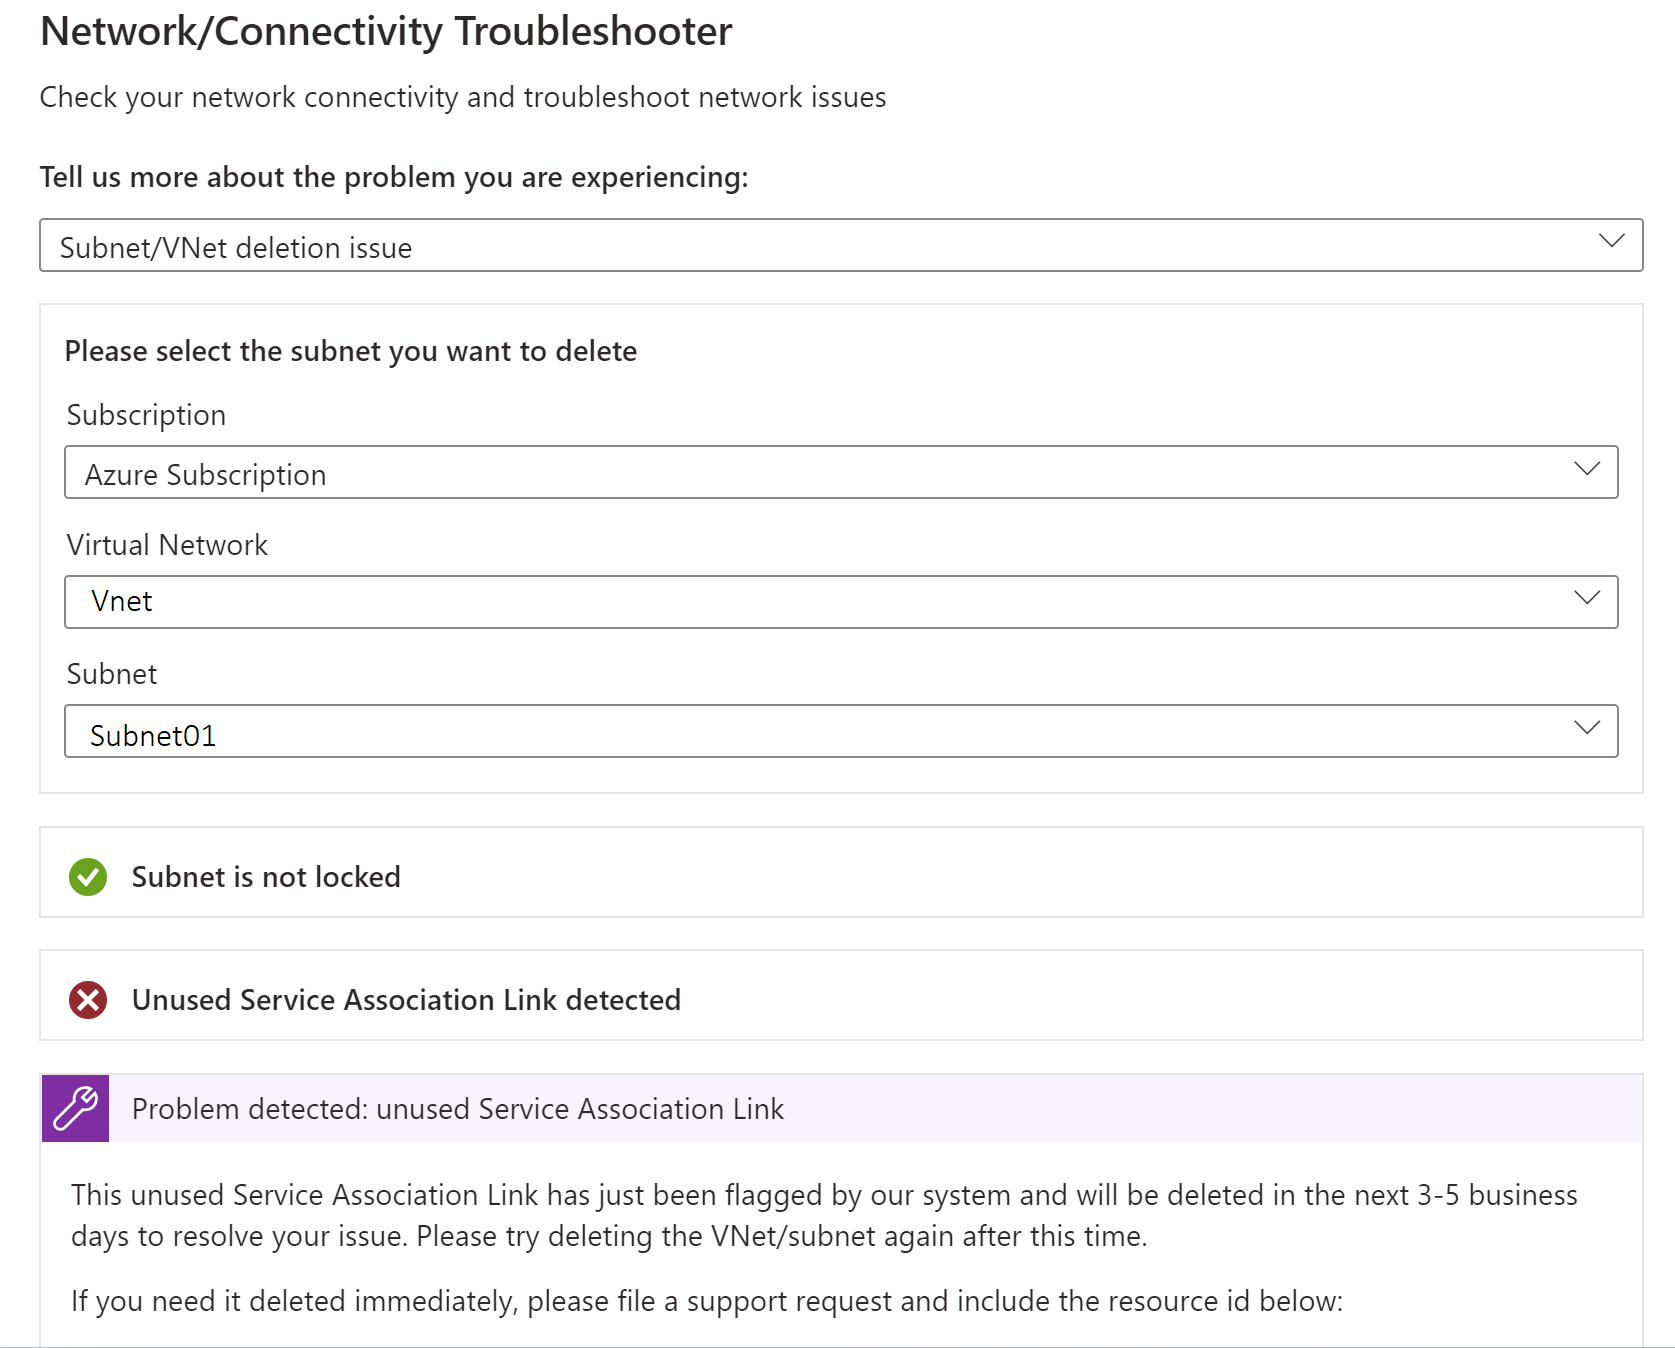 Network/Connectivity Troubleshooter
Check your network connectivity and troubleshoot network issues
Tell us more about the problem you are experiencing:
Subnet/VNet deletion issue
Please select the subnet you want to delete
Subscription
Azure Subscription
Virtual Network
Vnet
Subnet
Subnet01
Subnet is not locked
Unused Service Association Link detected
Problem detected: unused Service Association Link
This unused Service Association Link has just been flagged by our system and will be deleted in the next 3-5 business
days to resolve your issue. Please try deleting the VNet/subnet again after this time.
If you need it deleted immediately, please file a support request and include the resource id below: